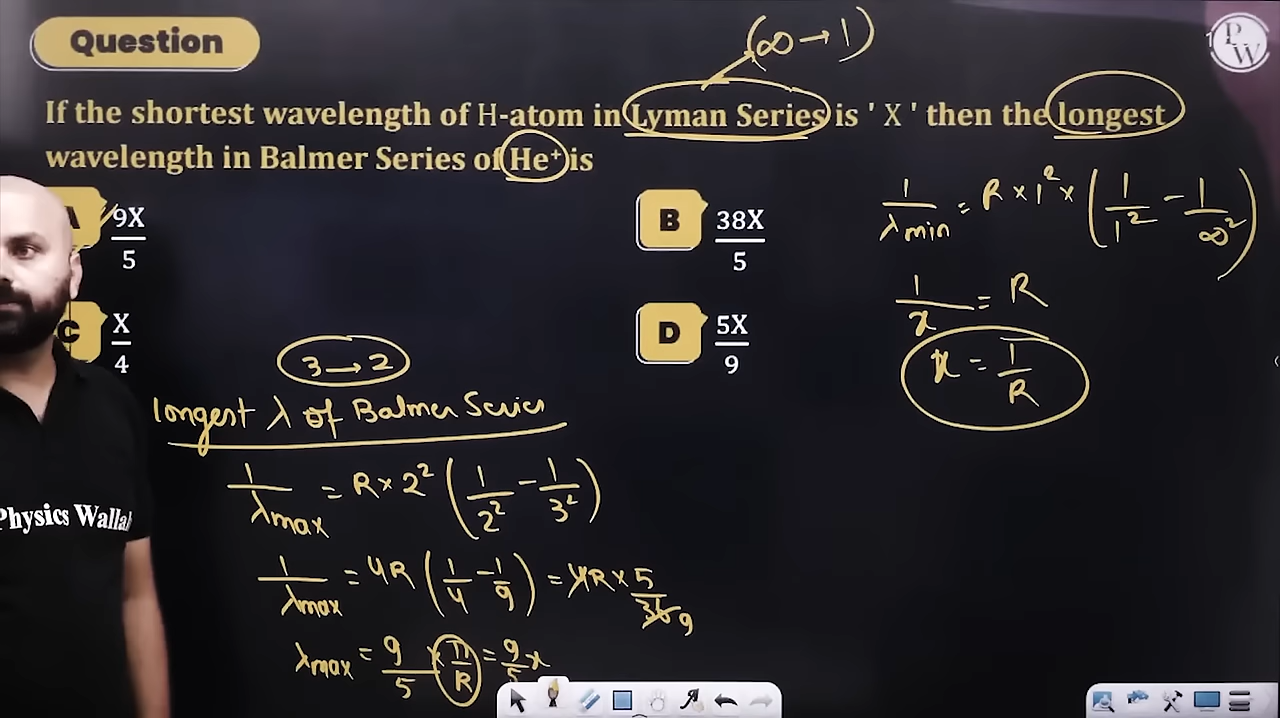 Question
(∞→1)
PW
If the shortest wavelength of H-atom in Lyman Series is ' X ' then the longest
wavelength in Balmer Series of He⁺ is
A 9X/5
B 38X/5
C X/4
D 5X/9
1/λmin = R × 1² × (1/1² - 1/∞²)
1/x = R
x = 1/R
3→2
longest λ of Balmer Series
1/λmax = R × 2² (1/2² - 1/3²)
1/λmax = 4R (1/4 - 1/9) = 4R × 5/36 9
λmax = 9/5 × 1/R = 9/5 x
Physics Wallah